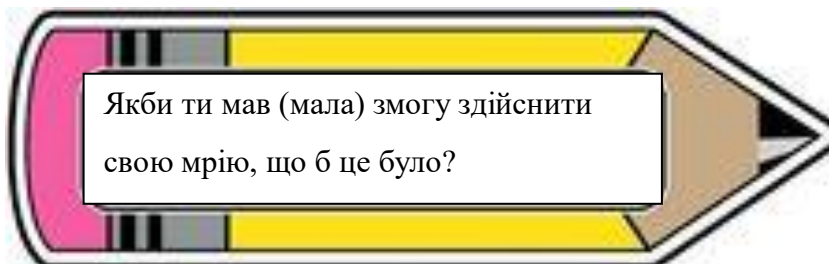 Якби ти мав (мала) змогу здійснити
свою мрію, що б це було?